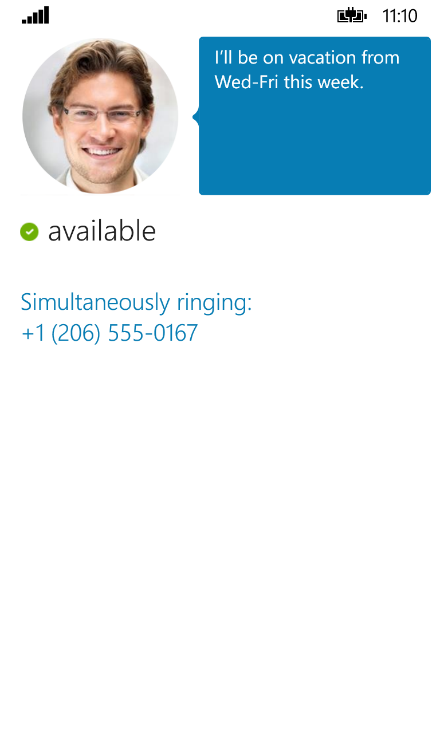 11:10
I'll be on vacation from
Wed-Fri this week.
available
Simultaneously ringing:
+1 (206) 555-0167